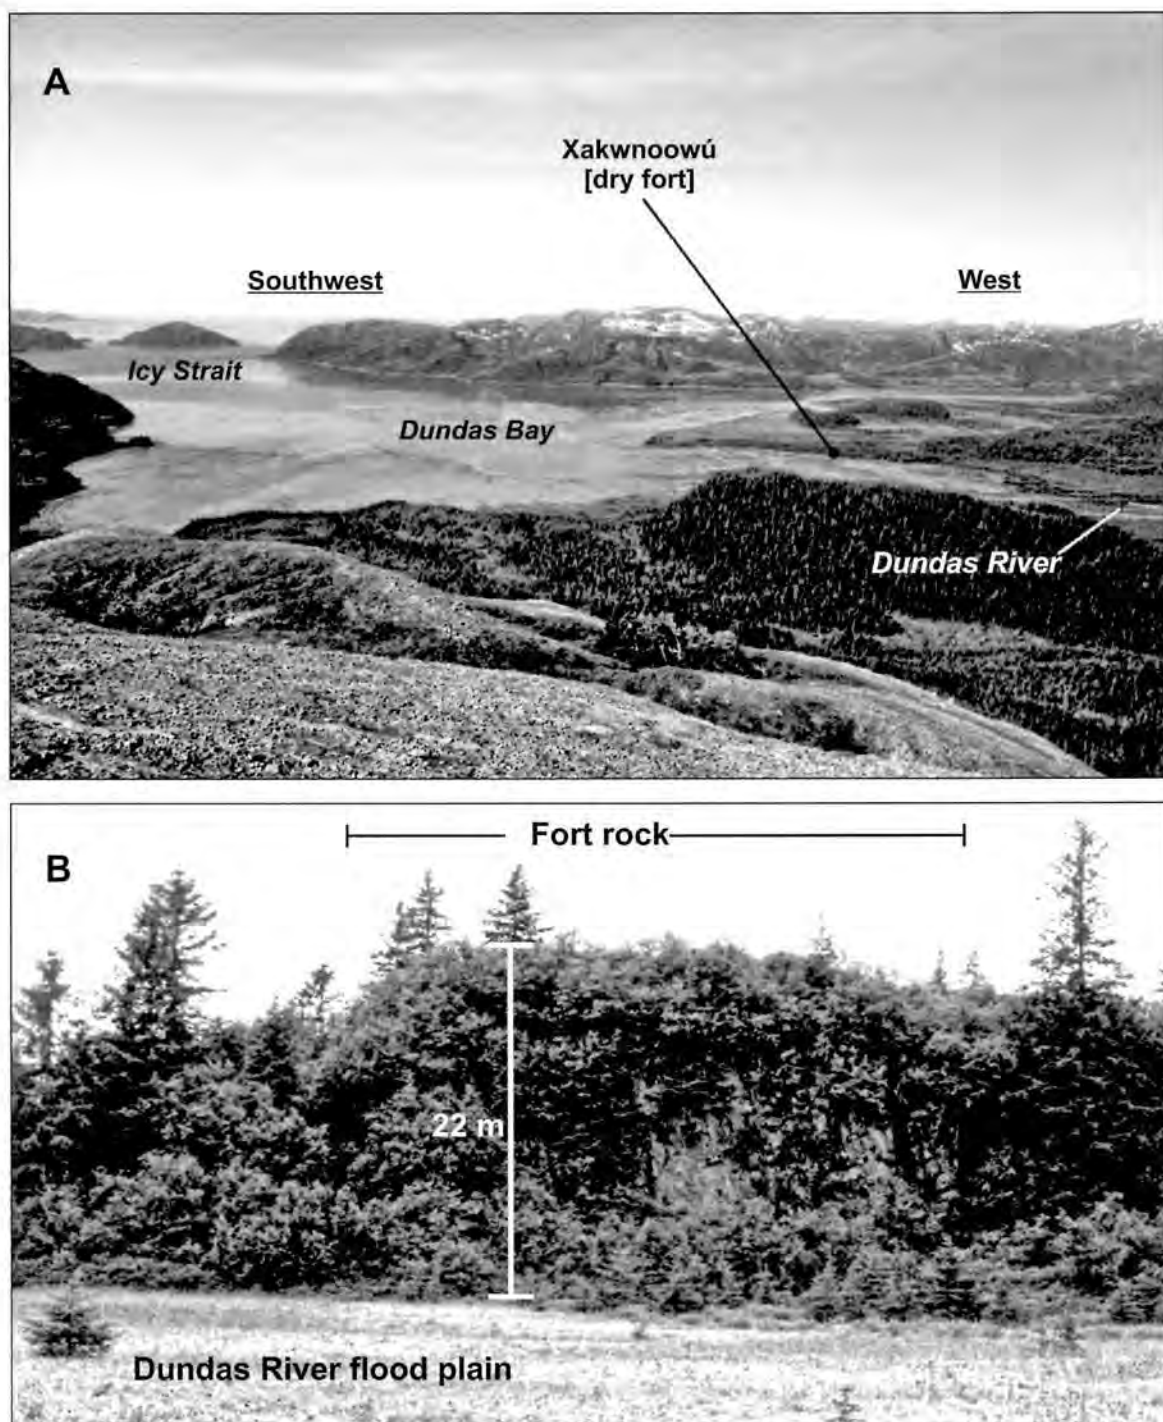 A
Xakwnoowú
[dry fort]
Southwest
West
Icy Strait
Dundas Bay
Dundas River
Fort rock
B
22 m
Dundas River flood plain